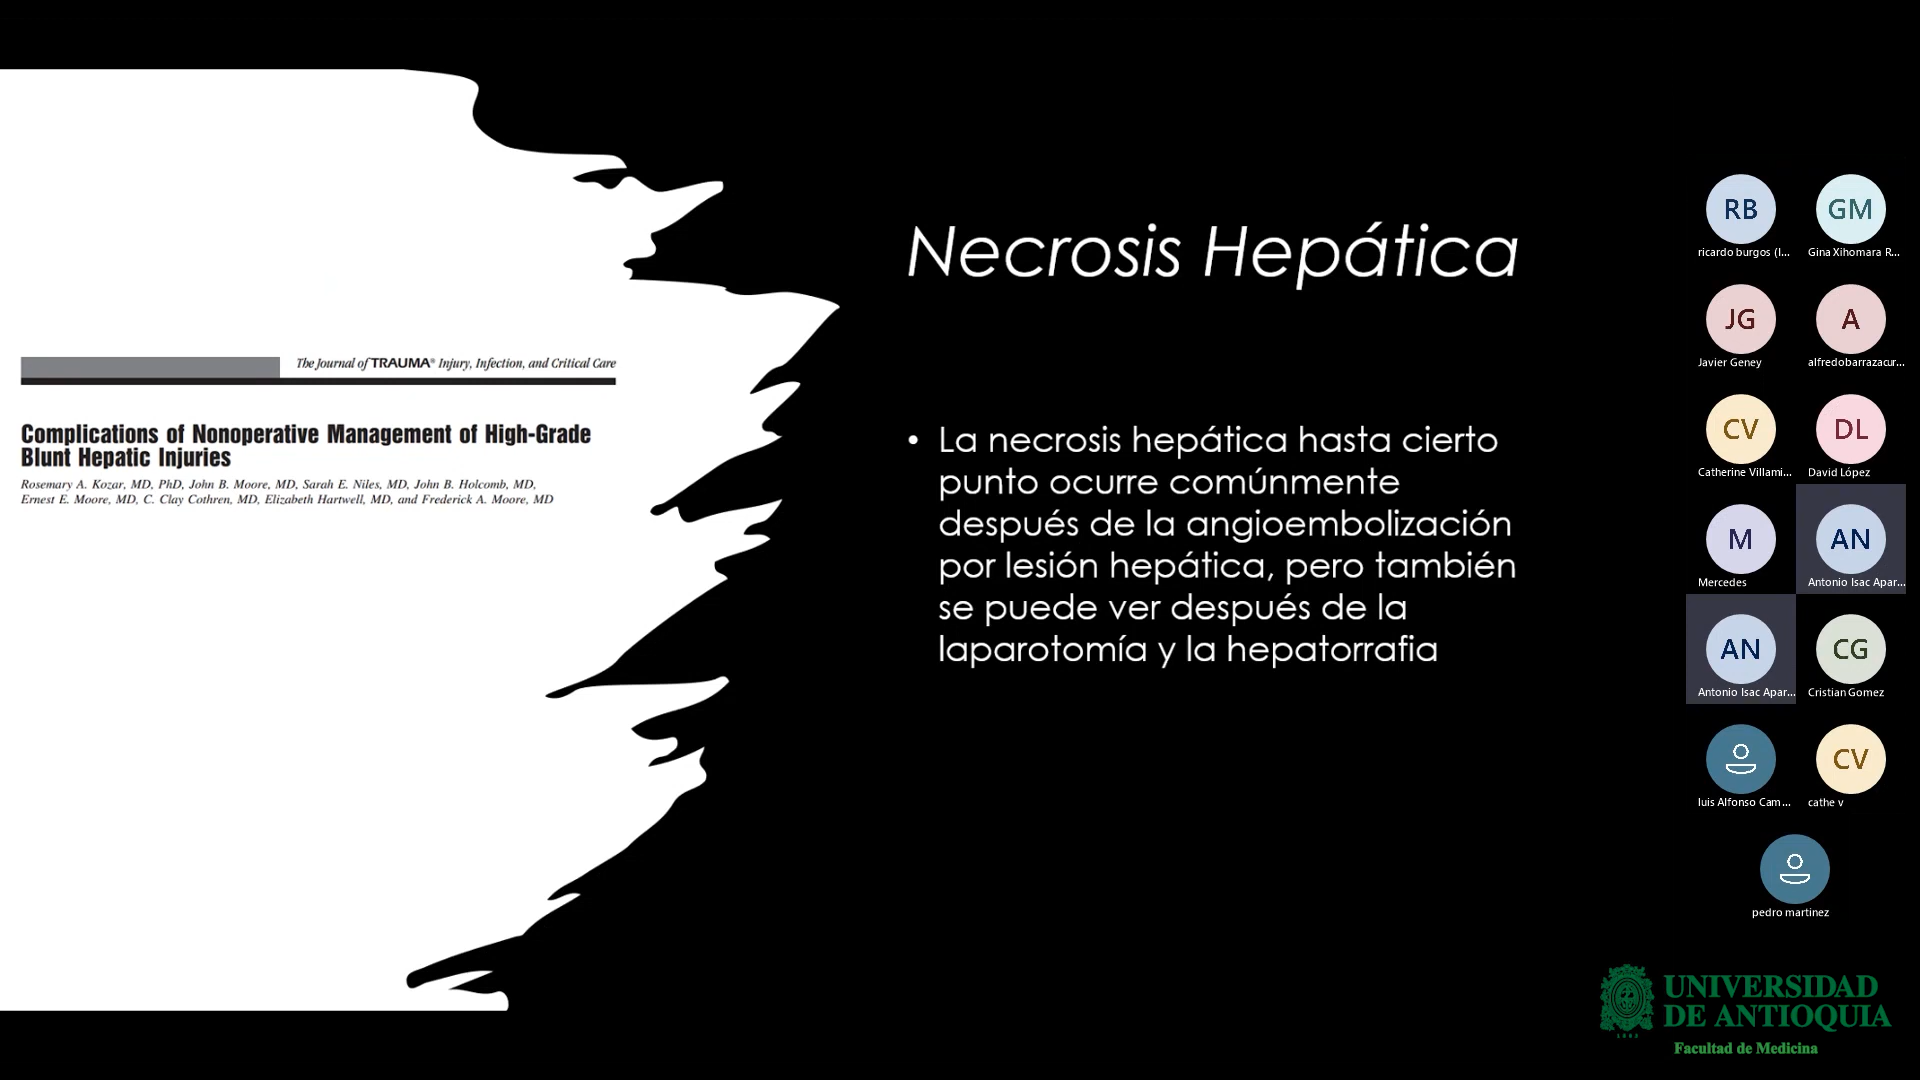 The Journal of TRAUMA® Injury, Infection, and Critical Care
Complications of Nonoperative Management of High-Grade
Blunt Hepatic Injuries
Rosemary A. Kozar, MD, PhD, John B. Moore, MD, Sarah E. Niles, MD, John B. Holcomb, MD,
Ernest E. Moore, MD, C. Clay Cothren, MD, Elizabeth Hartwell, MD, and Frederick A. Moore, MD
Necrosis Hepática
• La necrosis hepática hasta cierto
punto ocurre comúnmente
después de la angioembolización
por lesión hepática, pero también
se puede ver después de la
laparotomía y la hepatorrafia
RB
ricardo burgos (I...
GM
Gina Xihomara R...
JG
Javier Geney
A
alfredobarrazacur...
CV
Catherine Villami...
DL
David López
M
Mercedes
AN
Antonio Isac Apar...
AN
Antonio Isac Apar...
CG
Cristian Gomez
luis Alfonso Cam...
CV
cathe v
pedro martinez
UNIVERSIDAD
DE ANTIOQUIA
Facultad de Medicina